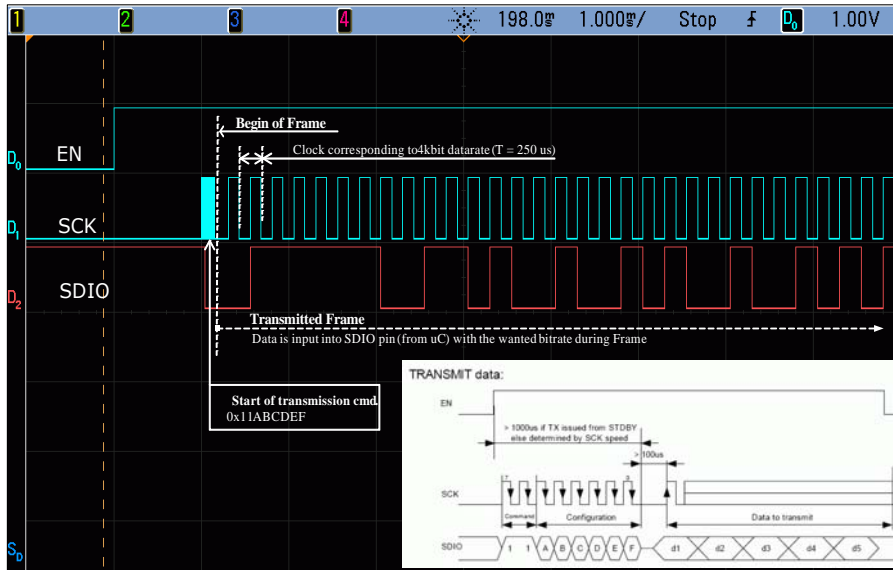 1 2 3 4 198.0ms 1.000ms/ Stop D0 1.00V
Begin of Frame
Clock corresponding to4kbit datarate (T = 250 us)
D0 EN
D1 SCK
SDIO
D2
Transmitted Frame
Data is input into SDIO pin (from uC) with the wanted bitrate during Frame
Start of transmission cmd.
0x11ABCDEF
SD
TRANSMIT data:
EN
> 1000us if TX issued from STDBY
else determined by SCK speed
> 100us
7 3
SCK
Command Configuration Data to transmit
SDIO 1 1 A B C D E F d1 d2 d3 d4 d5